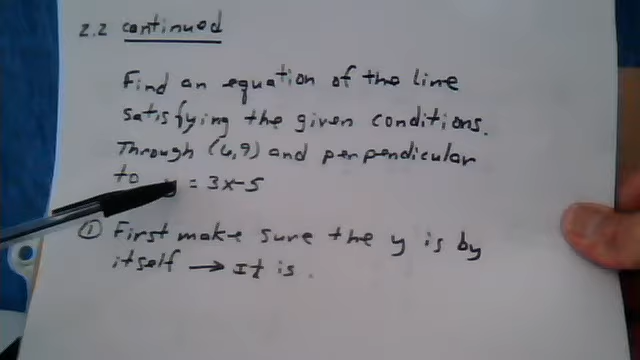 2.2 continued
Find an equation of the line
satisfying the given conditions.
Through (6,9) and perpendicular
to y = 3x-5
① First make sure the y is by
itself → It is.